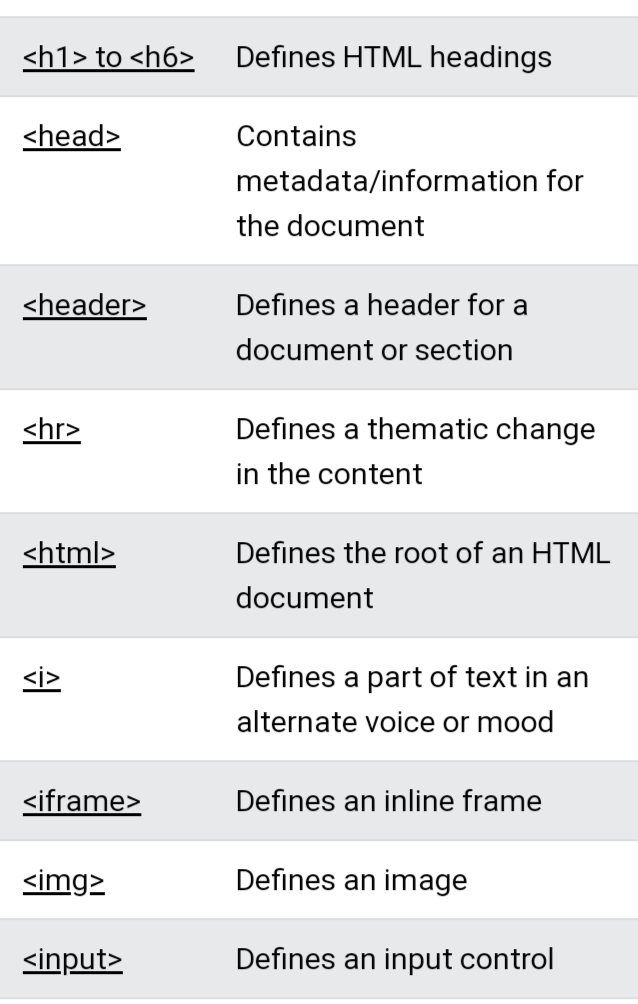 <h1> to <h6> Defines HTML headings
<head> Contains
metadata/information for
the document
<header> Defines a header for a
document or section
<hr> Defines a thematic change
in the content
<html> Defines the root of an HTML
document
<i> Defines a part of text in an
alternate voice or mood
<iframe> Defines an inline frame
<img> Defines an image
<input> Defines an input control